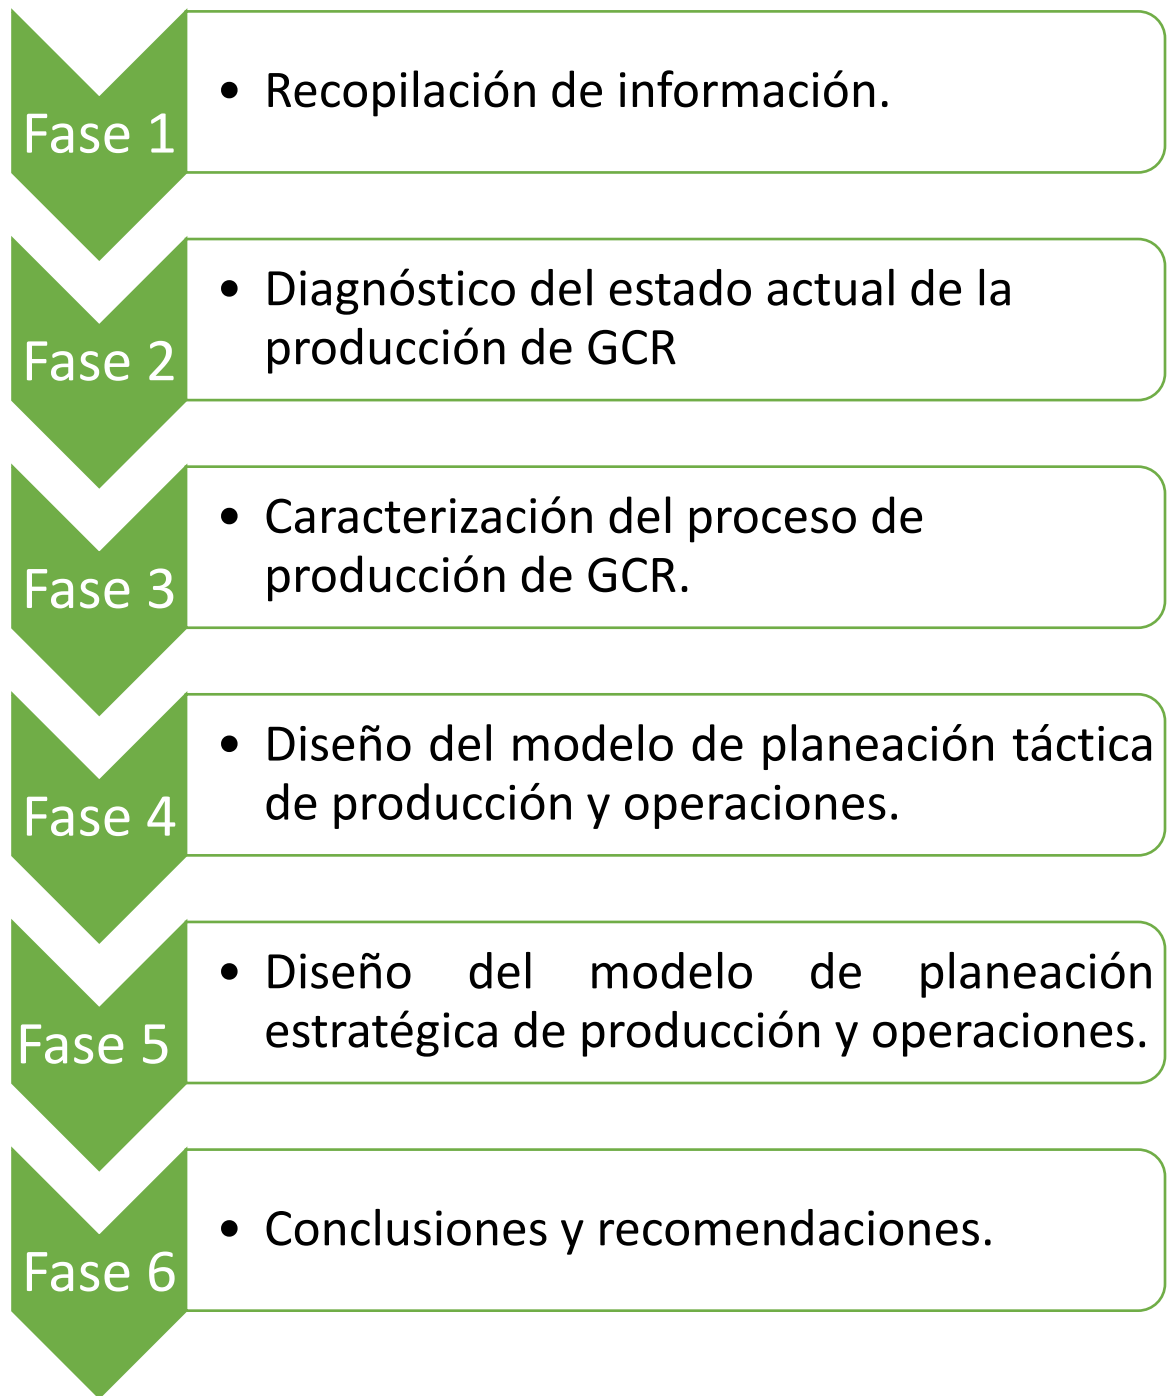 Fase 1
• Recopilación de información.
Fase 2
• Diagnóstico del estado actual de la
producción de GCR
Fase 3
• Caracterización del proceso de
producción de GCR.
Fase 4
• Diseño del modelo de planeación táctica
de producción y operaciones.
Fase 5
• Diseño del modelo de planeación
estratégica de producción y operaciones.
Fase 6
• Conclusiones y recomendaciones.